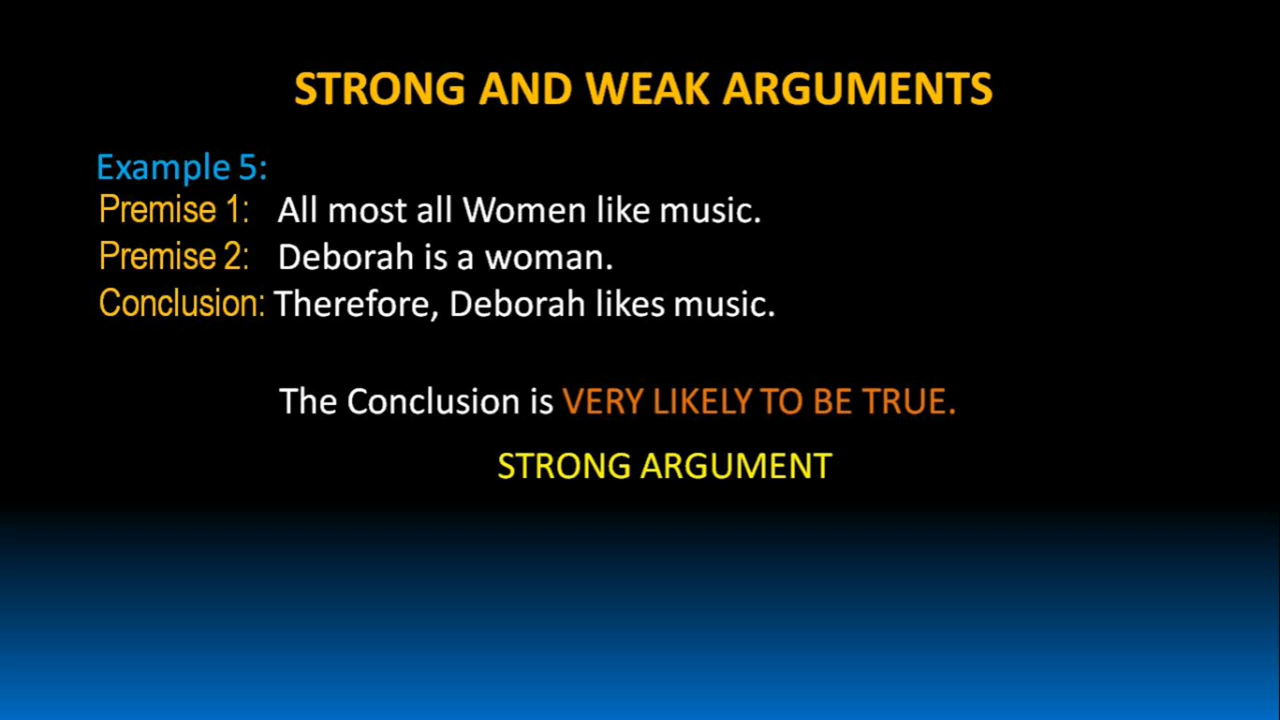 STRONG AND WEAK ARGUMENTS
Example 5:
Premise 1: All most all Women like music.
Premise 2: Deborah is a woman.
Conclusion: Therefore, Deborah likes music.
The Conclusion is VERY LIKELY TO BE TRUE.
STRONG ARGUMENT